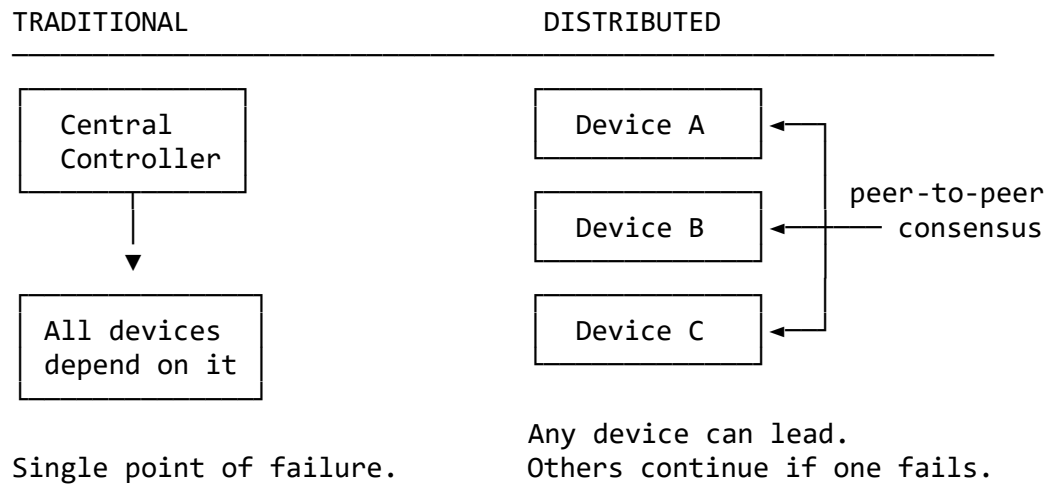 TRADITIONAL
DISTRIBUTED
Central
Controller
All devices
depend on it
Single point of failure.
Device A
Device B
Device C
peer-to-peer
consensus
Any device can lead.
Others continue if one fails.